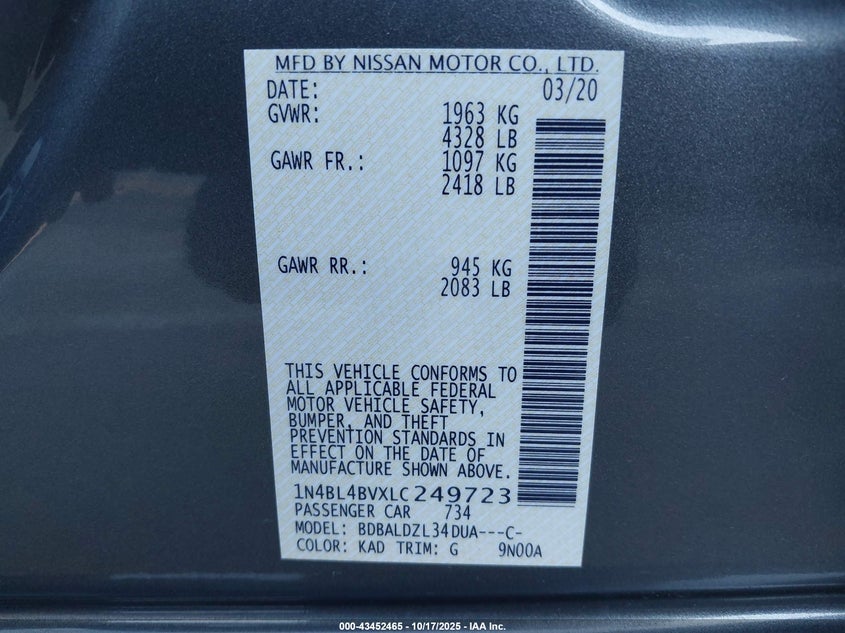 MFD BY NISSAN MOTOR CO., LTD.
DATE: 03/20
GVWR: 1963 KG
4328 LB
GAWR FR.: 1097 KG
2418 LB
GAWR RR.: 945 KG
2083 LB
THIS VEHICLE CONFORMS TO
ALL APPLICABLE FEDERAL
MOTOR VEHICLE SAFETY,
BUMPER, AND THEFT
PREVENTION STANDARDS IN
EFFECT ON THE DATE OF
MANUFACTURE SHOWN ABOVE.
1N4BL4BVXLC249723
PASSENGER CAR 734
MODEL: BDBALDZL34DUA---C-
COLOR: KAD TRIM: G 9N00A
000-43452465 - 10/17/2025 - IAA Inc.